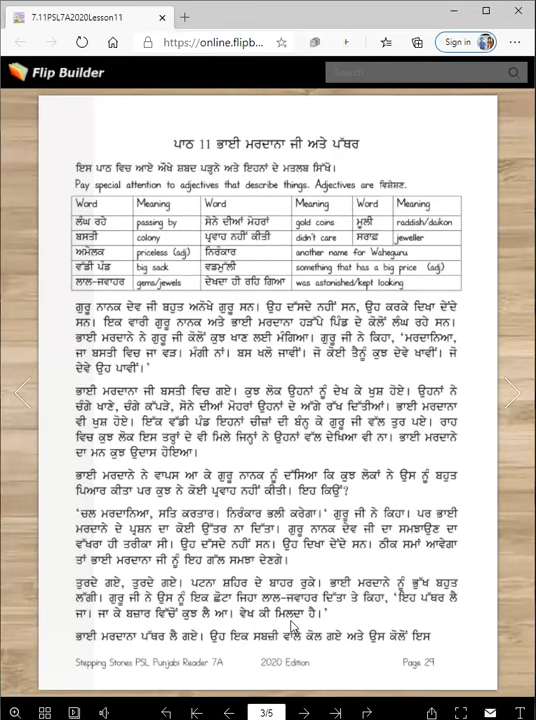 7.11PSL7A2020Lesson11
https://online.flipb...
Sign in
Flip Builder
Search
ਪਾਠ 11 ਭਾਈ ਮਰਦਾਨਾ ਜੀ ਅਤੇ ਪੱਥਰ
ਇਸ ਪਾਠ ਵਿਚ ਆਏ ਔਖੇ ਸ਼ਬਦ ਪੜ੍ਹਨੇ ਅਤੇ ਇਹਨਾਂ ਦੇ ਮਤਲਬ ਸਿੱਖੋ।
Pay special attention to adjectives that describe things. Adjectives are ਵਿਸ਼ੇਸ਼ਣ.
Word Meaning Word Meaning Word Meaning
ਲੰਘ ਰਹੇ passing by ਸੋਨੇ ਦੀਆਂ ਮੋਹਰਾਂ gold coins ਮੂਲੀ raddish/daikon
ਬਸਤੀ colony ਪ੍ਰਵਾਹ ਨਹੀਂ ਕੀਤੀ didn't care ਸਰਾਫ਼ jeweller
ਅਮੋਲਕ priceless (adj) ਨਿਰੰਕਾਰ another name for Waheguru
ਵੱਡੀ ਪੰਡ big sack ਵਡਮੁੱਲੀ something that has a big price (adj)
ਲਾਲ-ਜਵਾਹਰ gems/jewels ਦੇਖਦਾ ਹੀ ਰਹਿ ਗਿਆ was astonished/kept looking
ਗੁਰੂ ਨਾਨਕ ਦੇਵ ਜੀ ਬਹੁਤ ਅਨੋਖੇ ਗੁਰੂ ਸਨ। ਉਹ ਦੱਸਦੇ ਨਹੀਂ ਸਨ, ਉਹ ਕਰਕੇ ਦਿਖਾ ਦੇਂਦੇ
ਸਨ। ਇਕ ਵਾਰੀ ਗੁਰੂ ਨਾਨਕ ਅਤੇ ਭਾਈ ਮਰਦਾਨਾ ਹੜੱਪੇ ਪਿੰਡ ਦੇ ਕੋਲੋਂ ਲੰਘ ਰਹੇ ਸਨ।
ਭਾਈ ਮਰਦਾਨੇ ਨੇ ਗੁਰੂ ਜੀ ਕੋਲੋਂ ਕੁਝ ਖਾਣ ਲਈ ਮੰਗਿਆ। ਗੁਰੂ ਜੀ ਨੇ ਕਿਹਾ, ‘ਮਰਦਾਨਿਆ,
ਜਾ ਬਸਤੀ ਵਿਚ ਜਾ ਵੜ। ਮੰਗੀ ਨਾਂ। ਬਸ ਖਲੋ ਜਾਵੀਂ। ਜੋ ਕੋਈ ਤੈਨੂੰ ਕੁਝ ਦੇਵੇ ਖਾਵੀਂ। ਜੋ
ਦੇਵੇ ਉਹ ਪਾਵੀਂ।’
ਭਾਈ ਮਰਦਾਨਾ ਜੀ ਬਸਤੀ ਵਿਚ ਗਏ। ਕੁਝ ਲੋਕ ਉਹਨਾਂ ਨੂੰ ਦੇਖ ਕੇ ਖੁਸ਼ ਹੋਏ। ਉਹਨਾਂ ਨੇ
ਚੰਗੇ ਖਾਣੇ, ਚੰਗੇ ਕੱਪੜੇ, ਸੋਨੇ ਦੀਆਂ ਮੋਹਰਾਂ ਉਹਨਾਂ ਦੇ ਅੱਗੇ ਰੱਖ ਦਿੱਤੀਆਂ। ਭਾਈ ਮਰਦਾਨਾ
ਵੀ ਖੁਸ਼ ਹੋਏ। ਇੱਕ ਵੱਡੀ ਪੰਡ ਇਹਨਾਂ ਚੀਜ਼ਾਂ ਦੀ ਬੰਨ੍ਹ ਕੇ ਗੁਰੂ ਜੀ ਵੱਲ ਤੁਰ ਪਏ। ਰਾਹ
ਵਿਚ ਕੁਝ ਲੋਕ ਇਸ ਤਰ੍ਹਾਂ ਦੇ ਵੀ ਮਿਲੇ ਜਿਨ੍ਹਾਂ ਨੇ ਉਹਨਾਂ ਵੱਲ ਦੇਖਿਆ ਵੀ ਨਾ। ਭਾਈ ਮਰਦਾਨੇ
ਦਾ ਮਨ ਕੁਝ ਉਦਾਸ ਹੋਇਆ।
ਭਾਈ ਮਰਦਾਨੇ ਨੇ ਵਾਪਸ ਆ ਕੇ ਗੁਰੂ ਨਾਨਕ ਨੂੰ ਦੱਸਿਆ ਕਿ ਕੁਝ ਲੋਕਾਂ ਨੇ ਉਸ ਨੂੰ ਬਹੁਤ
ਪਿਆਰ ਕੀਤਾ ਪਰ ਕੁਝ ਨੇ ਕੋਈ ਪ੍ਰਵਾਹ ਨਹੀਂ ਕੀਤੀ। ਇਹ ਕਿਉਂ?
‘ਚਲ ਮਰਦਾਨਿਆ, ਸਤਿ ਕਰਤਾਰ। ਨਿਰੰਕਾਰ ਭਲੀ ਕਰੇਗਾ।‘ ਗੁਰੂ ਜੀ ਨੇ ਕਿਹਾ। ਪਰ ਭਾਈ
ਮਰਦਾਨੇ ਦੇ ਪ੍ਰਸ਼ਨ ਦਾ ਕੋਈ ਉੱਤਰ ਨਾ ਦਿੱਤਾ। ਗੁਰੂ ਨਾਨਕ ਦੇਵ ਜੀ ਦਾ ਸਮਝਾਉਣ ਦਾ
ਵੱਖਰਾ ਹੀ ਤਰੀਕਾ ਸੀ। ਉਹ ਦੱਸਦੇ ਨਹੀਂ ਸਨ। ਉਹ ਦਿਖਾ ਦੇਂਦੇ ਸਨ। ਠੀਕ ਸਮਾਂ ਆਵੇਗਾ
ਤਾਂ ਭਾਈ ਮਰਦਾਨਾ ਜੀ ਨੂੰ ਇਹ ਗੱਲ ਸਮਝਾ ਦੇਣਗੇ।
ਤੁਰਦੇ ਗਏ, ਤੁਰਦੇ ਗਏ। ਪਟਨਾ ਸ਼ਹਿਰ ਦੇ ਬਾਹਰ ਰੁਕੇ। ਭਾਈ ਮਰਦਾਨੇ ਨੂੰ ਭੁੱਖ ਬਹੁਤ
ਲੱਗੀ। ਗੁਰੂ ਜੀ ਨੇ ਉਸ ਨੂੰ ਇਕ ਛੋਟਾ ਜਿਹਾ ਲਾਲ-ਜਵਾਹਰ ਦਿੱਤਾ ਤੇ ਕਿਹਾ, ‘ਇਹ ਪੱਥਰ ਲੈ
ਜਾ। ਜਾ ਕੇ ਬਜ਼ਾਰ ਵਿੱਚੋਂ ਕੁਝ ਲੈ ਆ। ਵੇਖ ਕੀ ਮਿਲਦਾ ਹੈ।’
ਭਾਈ ਮਰਦਾਨਾ ਪੱਥਰ ਲੈ ਗਏ। ਉਹ ਇਕ ਸਬਜ਼ੀ ਵਾਲੇ ਕੋਲ ਗਏ ਅਤੇ ਉਸ ਕੋਲੋਂ ਇਸ
Stepping Stones PSL Punjabi Reader 7A 2020 Edition Page 29
3/5